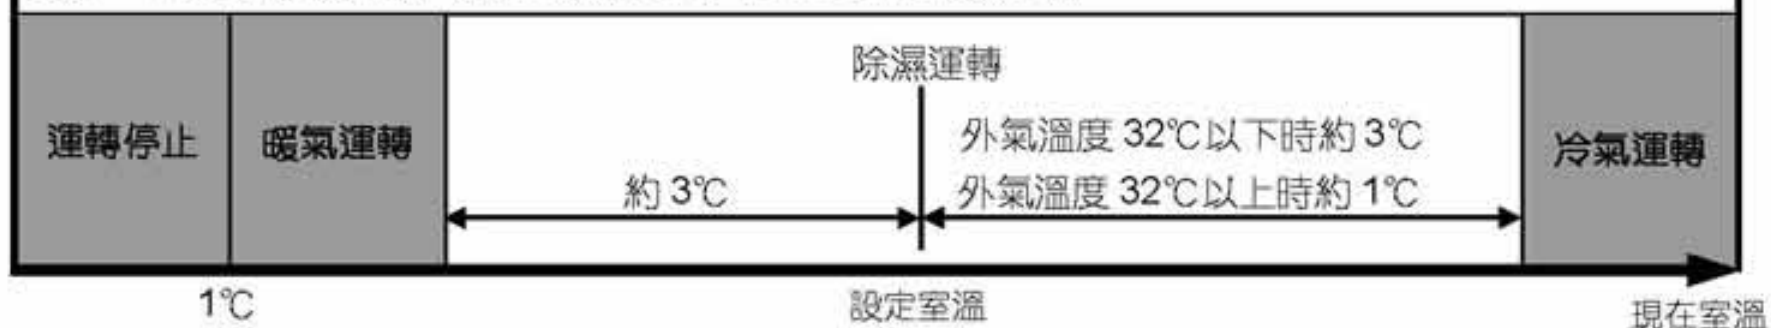 除濕運轉
運轉停止
暖氣運轉
約 3℃
外氣溫度 32℃以下時約 3℃
外氣溫度 32℃以上時約 1℃
冷氣運轉
1℃
設定室溫
現在室溫